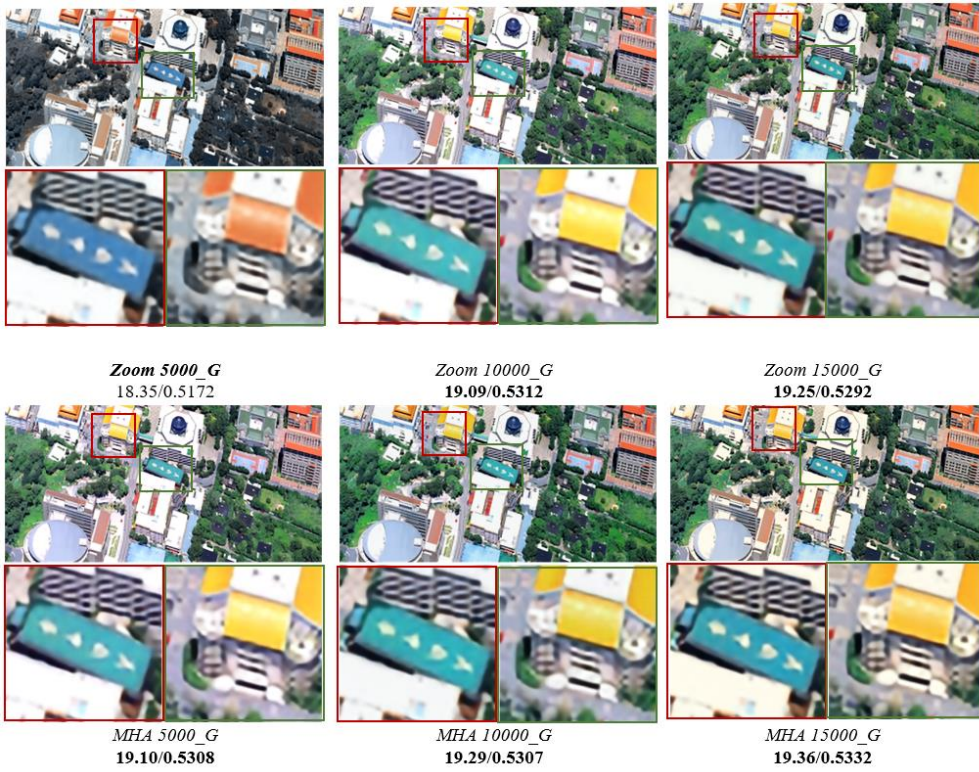 Zoom 5000_G
Zoom 10000_G
Zoom 15000_G
18.35/0.5172
19.09/0.5312
19.25/0.5292
MHA 5000_G
MHA 10000_G
MHA 15000_G
19.10/0.5308
19.29/0.5307
19.36/0.5332